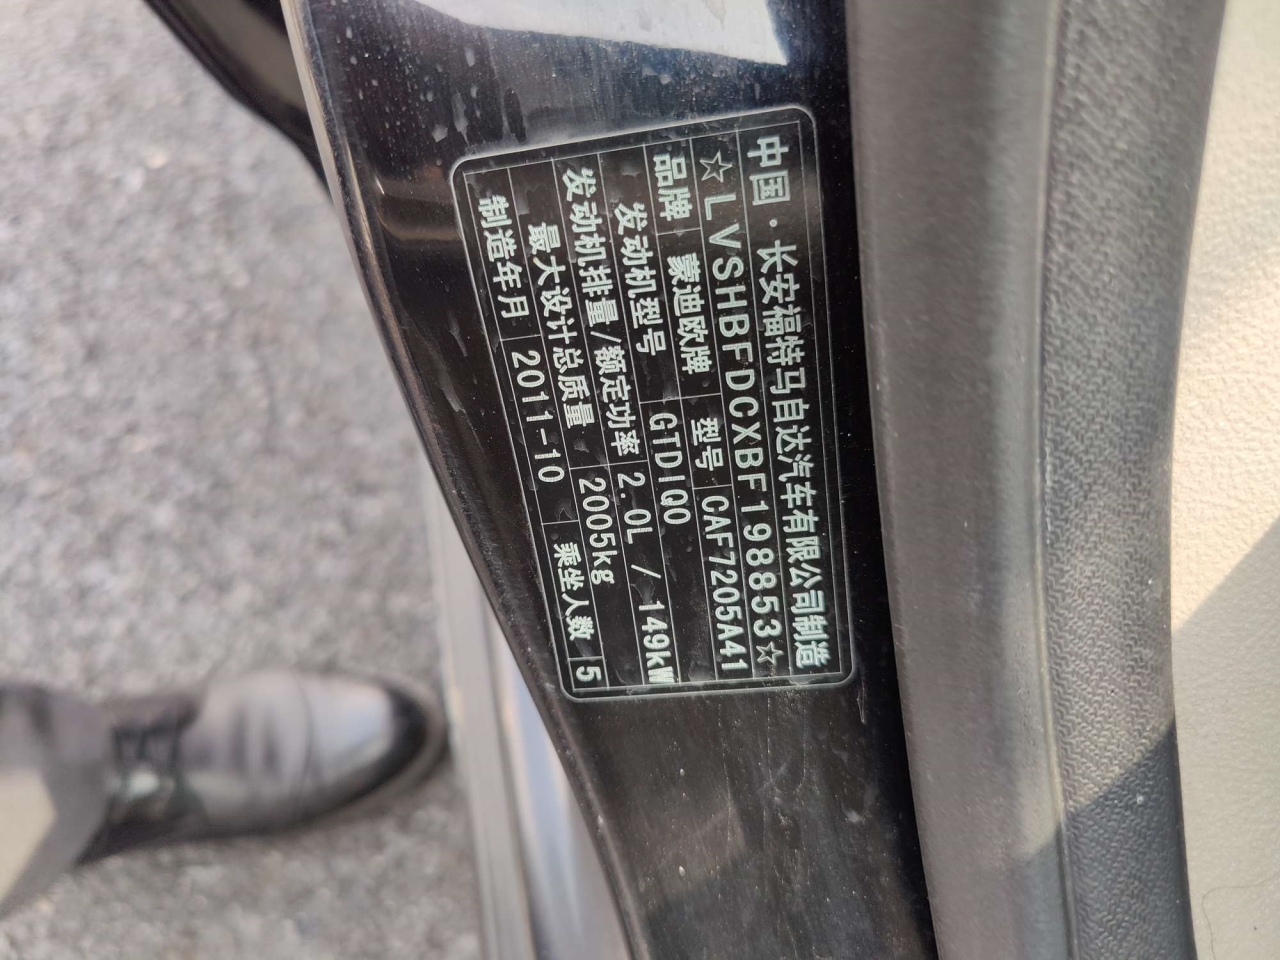 中国·长安福特马自达汽车有限公司制造
☆LVSHBFDCXBF198853☆
品牌 蒙迪欧牌 型号 CAF7205A41
发动机型号 GTDIQ0
发动机排量/额定功率 2.0L / 149kW
最大设计总质量 2005kg
制造年月 2011-10 乘坐人数 5